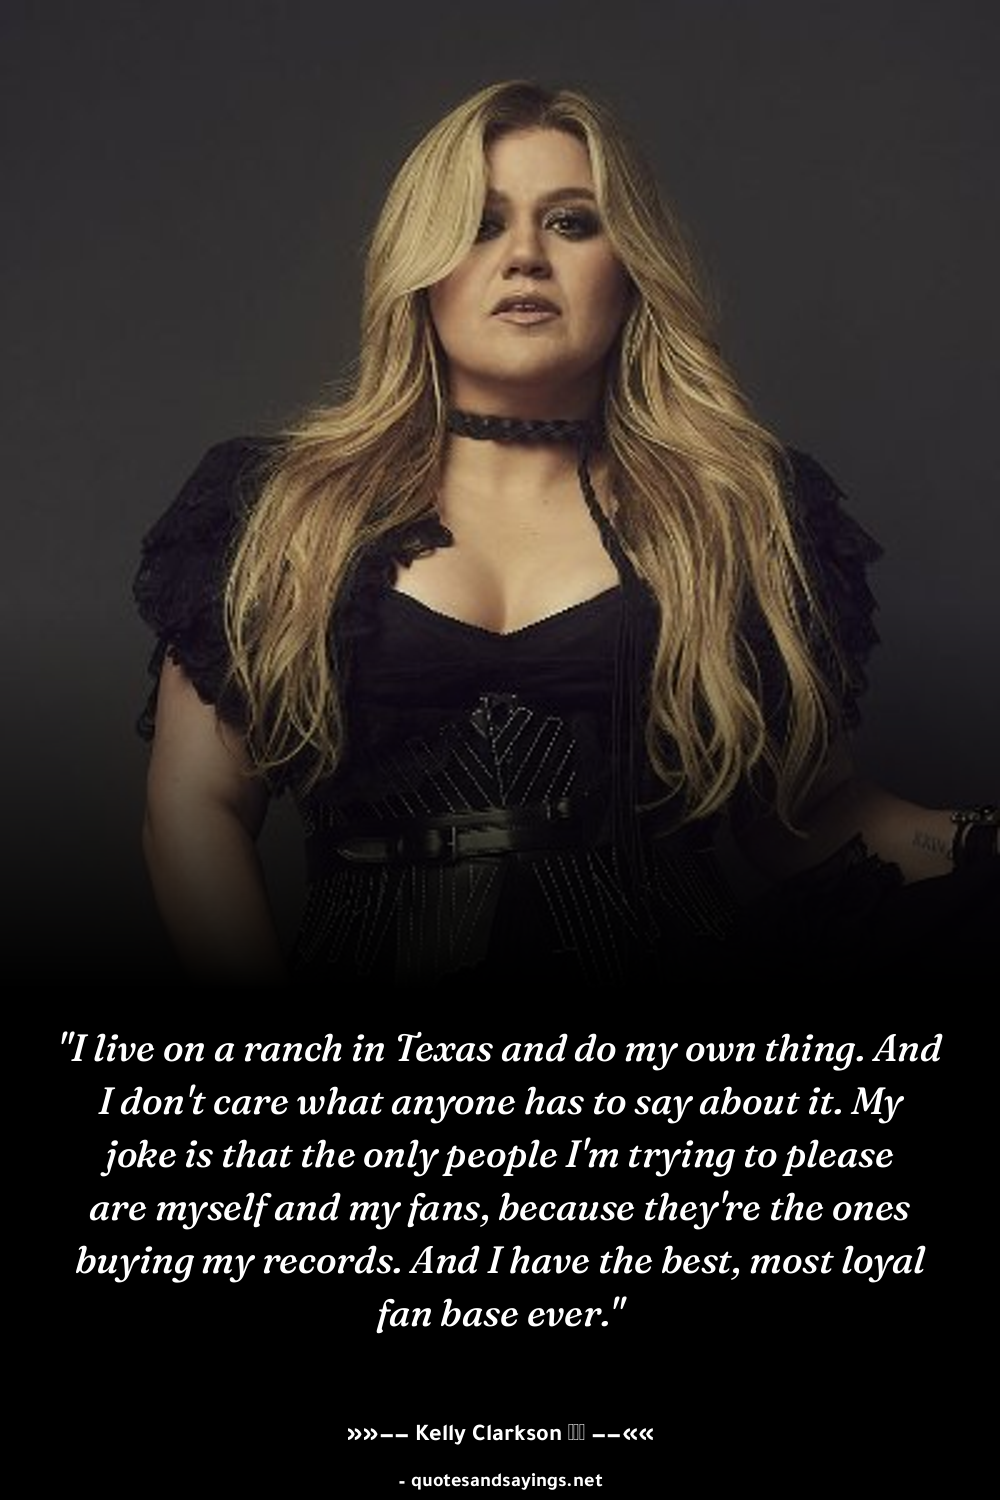 "I live on a ranch in Texas and do my own thing. And
I don't care what anyone has to say about it. My
joke is that the only people I'm trying to please
are myself and my fans, because they're the ones
buying my records. And I have the best, most loyal
fan base ever."
»»–– Kelly Clarkson ––««
- quotesandsayings.net